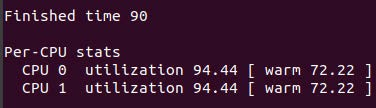 Finished time 90
Per-CPU stats
CPU 0 utilization 94.44 [ warm 72.22 ]
CPU 1 utilization 94.44 [ warm 72.22 ]